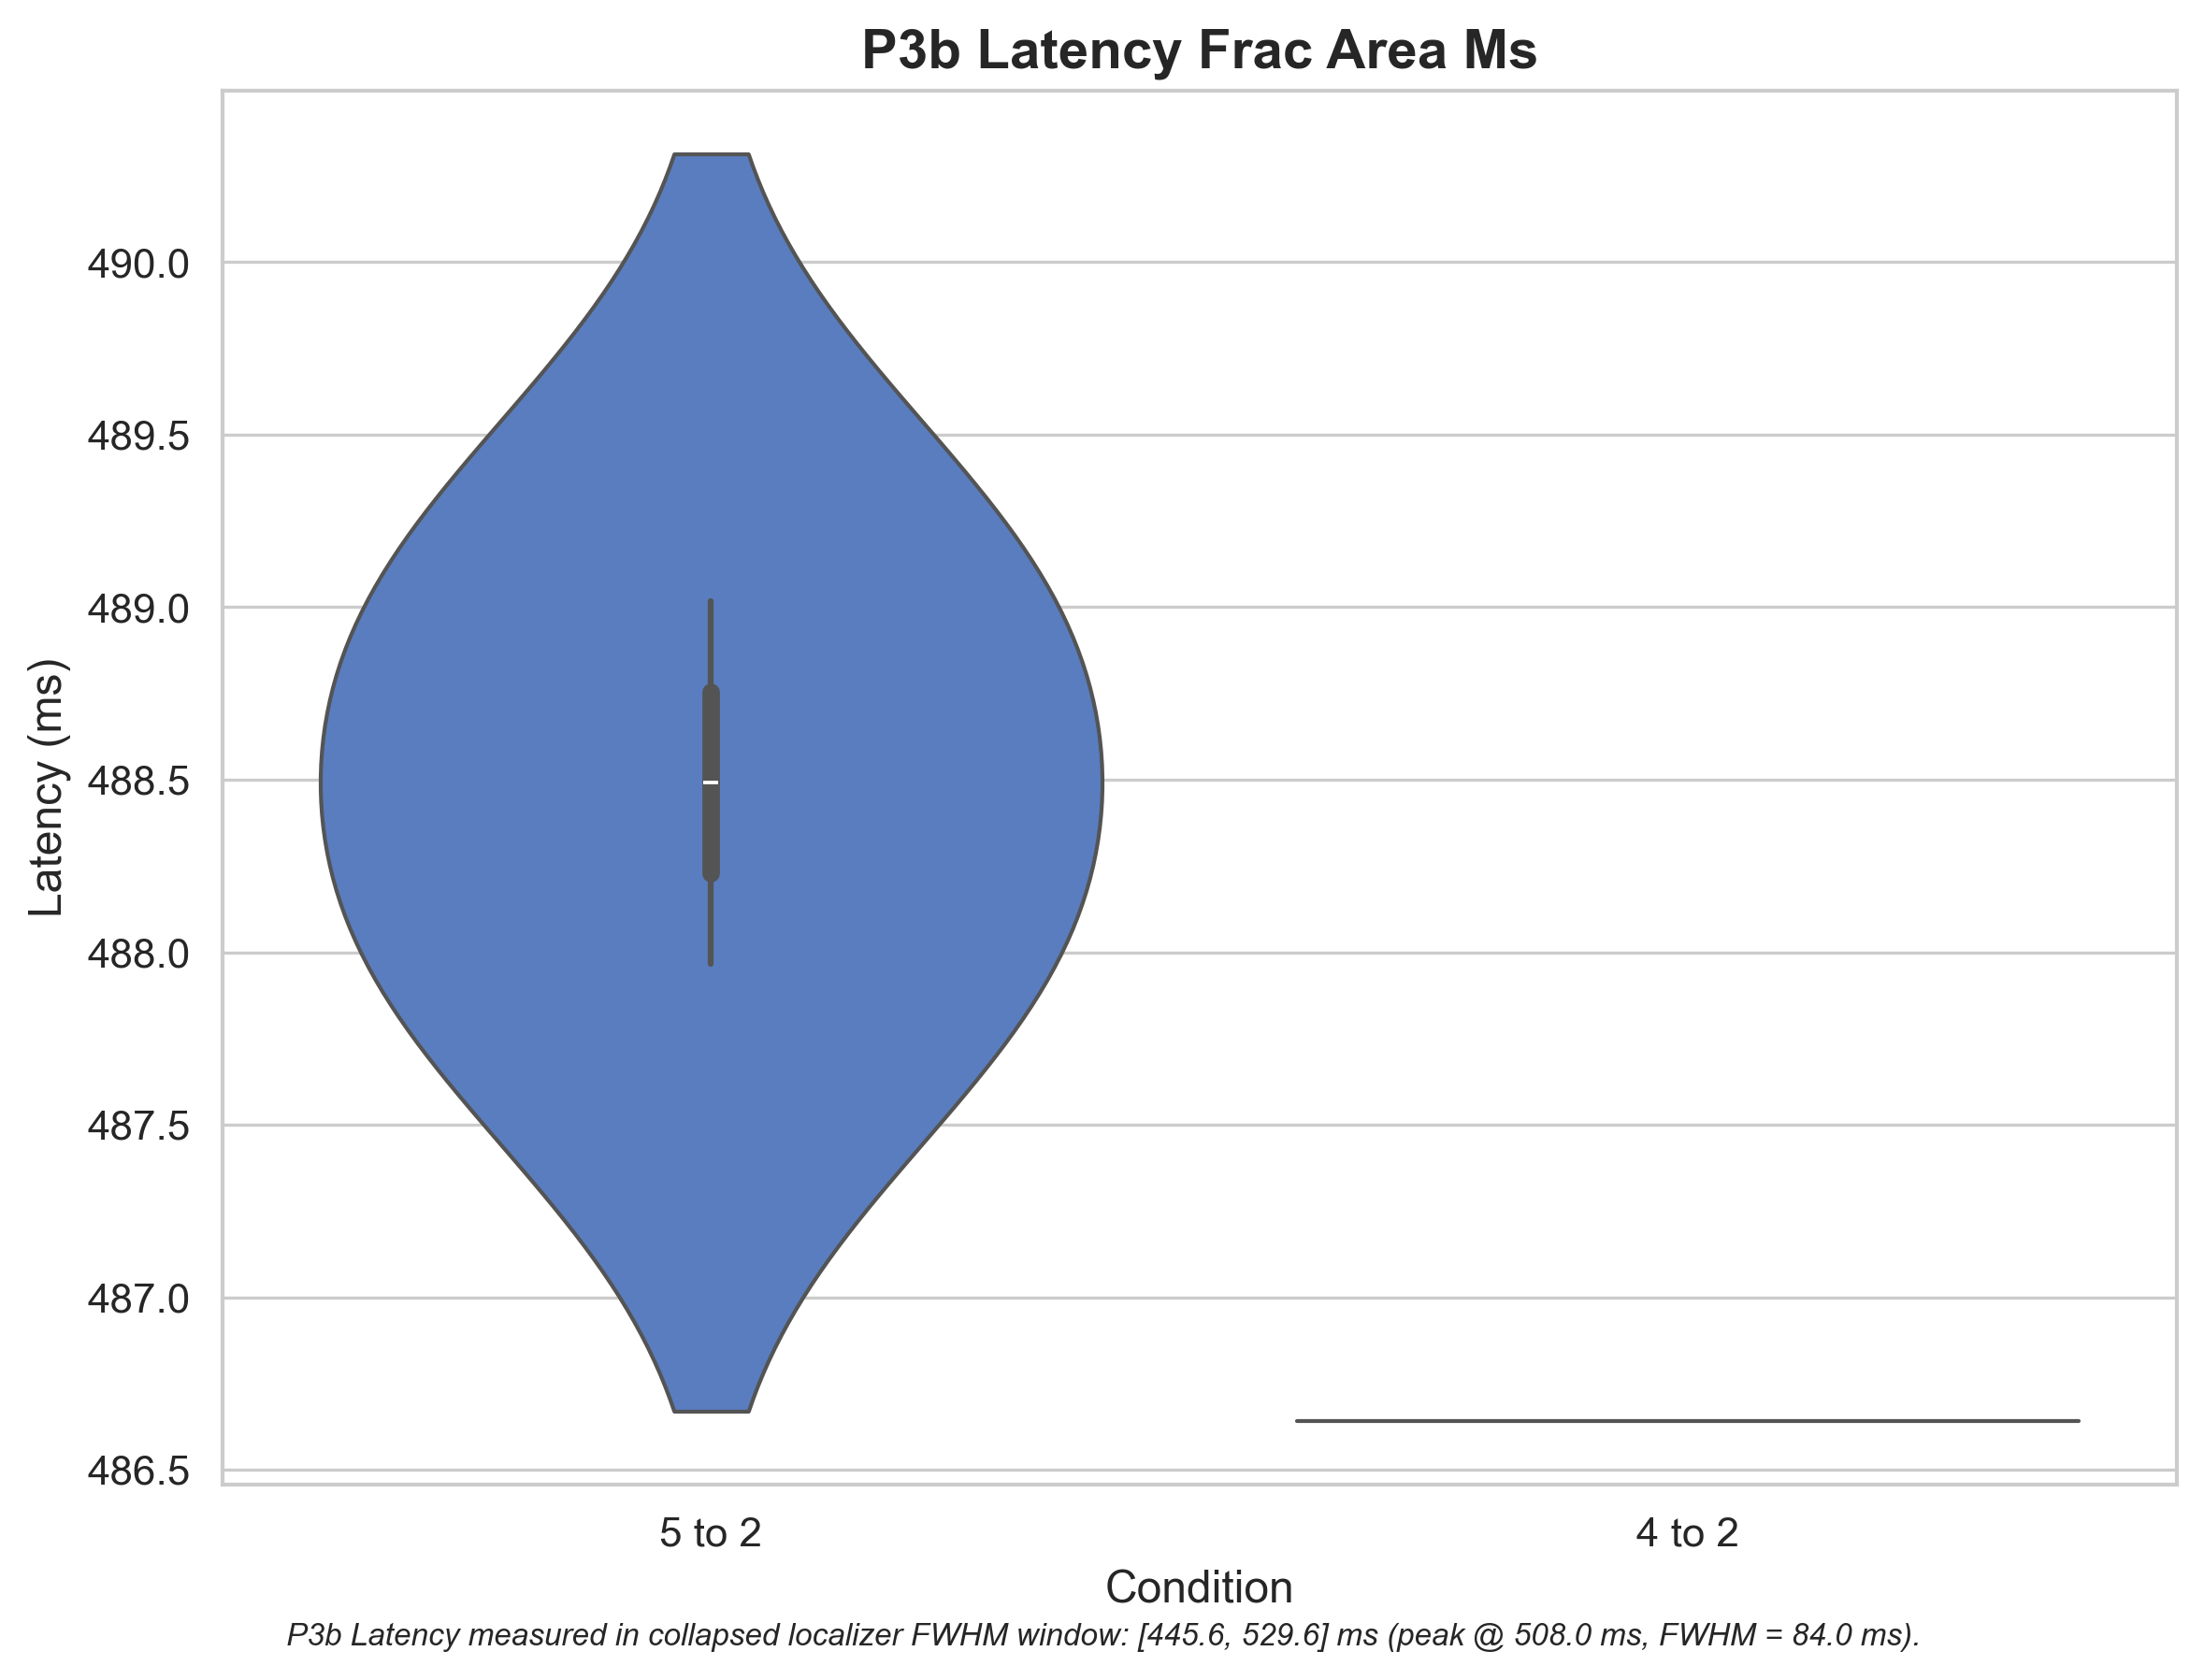 P3b Latency Frac Area Ms
Latency (ms)
490.0
489.5
489.0
488.5
488.0
487.5
487.0
486.5
5 to 2
4 to 2
Condition
P3b Latency measured in collapsed localizer FWHM window: [445.6, 529.6] ms (peak @ 508.0 ms, FWHM = 84.0 ms).